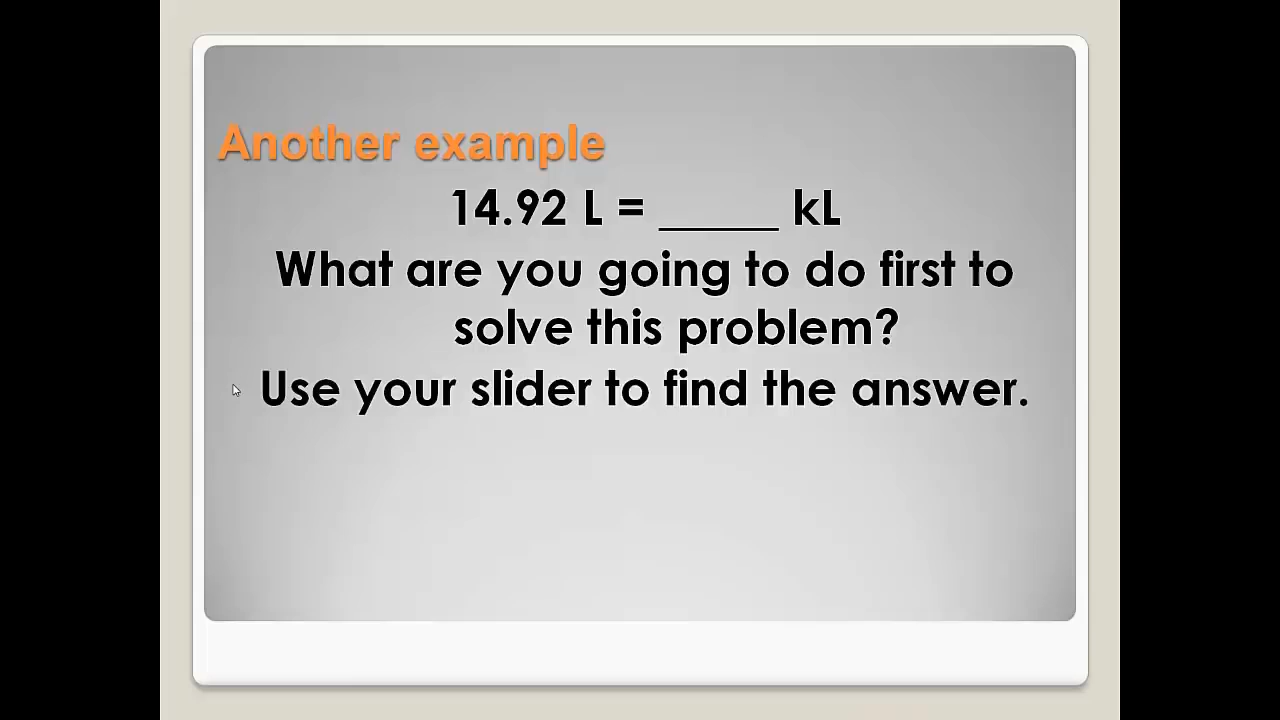 Another example
14.92 L = _____ kL
What are you going to do first to
solve this problem?
Use your slider to find the answer.